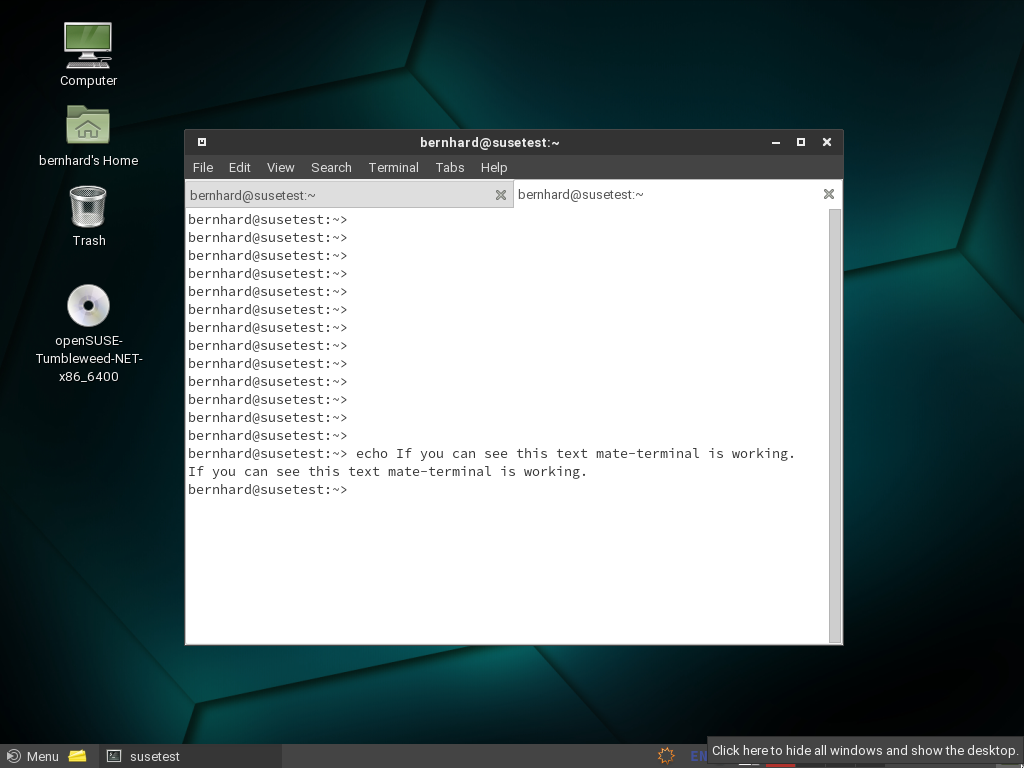 Computer
bernhard's Home
Trash
openSUSE-
Tumbleweed-NET-
x86_6400
bernhard@susetest:~
File Edit View Search Terminal Tabs Help
bernhard@susetest:~ bernhard@susetest:~
bernhard@susetest:~>
bernhard@susetest:~>
bernhard@susetest:~>
bernhard@susetest:~>
bernhard@susetest:~>
bernhard@susetest:~>
bernhard@susetest:~>
bernhard@susetest:~>
bernhard@susetest:~>
bernhard@susetest:~>
bernhard@susetest:~>
bernhard@susetest:~>
bernhard@susetest:~>
bernhard@susetest:~> echo If you can see this text mate-terminal is working.
If you can see this text mate-terminal is working.
bernhard@susetest:~>
Menu susetest EN
Click here to hide all windows and show the desktop.